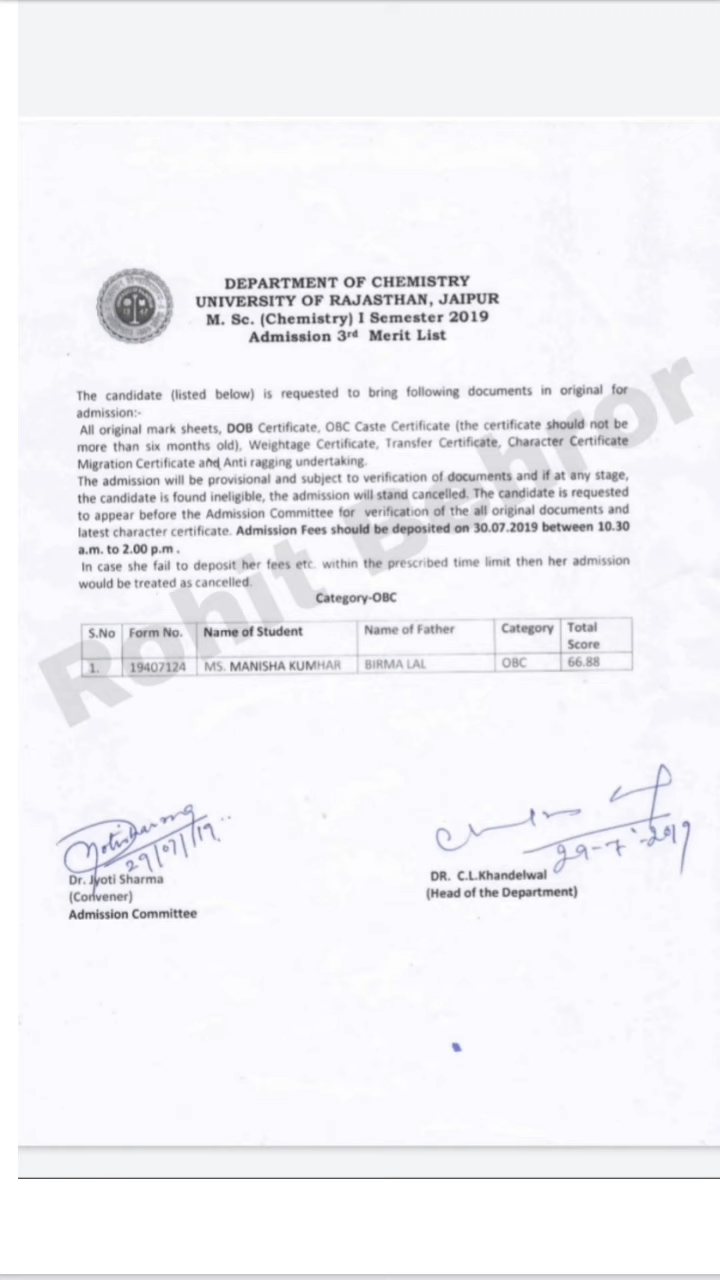 DEPARTMENT OF CHEMISTRY
UNIVERSITY OF RAJASTHAN, JAIPUR
M. Sc. (Chemistry) I Semester 2019
Admission 3rd Merit List
The candidate (listed below) is requested to bring following documents in original for
admission:-
All original mark sheets, DOB Certificate, OBC Caste Certificate (the certificate should not be
more than six months old), Weightage Certificate, Transfer Certificate, Character Certificate
Migration Certificate and Anti ragging undertaking.
The admission will be provisional and subject to verification of documents and if at any stage,
the candidate is found ineligible, the admission will stand cancelled. The candidate is requested
to appear before the Admission Committee for verification of the all original documents and
latest character certificate. Admission Fees should be deposited on 30.07.2019 between 10.30
a.m. to 2.00 p.m .
In case she fail to deposit her fees etc. within the prescribed time limit then her admission
would be treated as cancelled.
Category-OBC
S.No Form No. Name of Student Name of Father Category Total Score
1. 19407124 MS. MANISHA KUMHAR BIRMA LAL OBC 66.88
Rohit Behror
29/07/19
Dr. Jyoti Sharma
(Convener)
Admission Committee
29-7-2019
DR. C.L.Khandelwal
(Head of the Department)